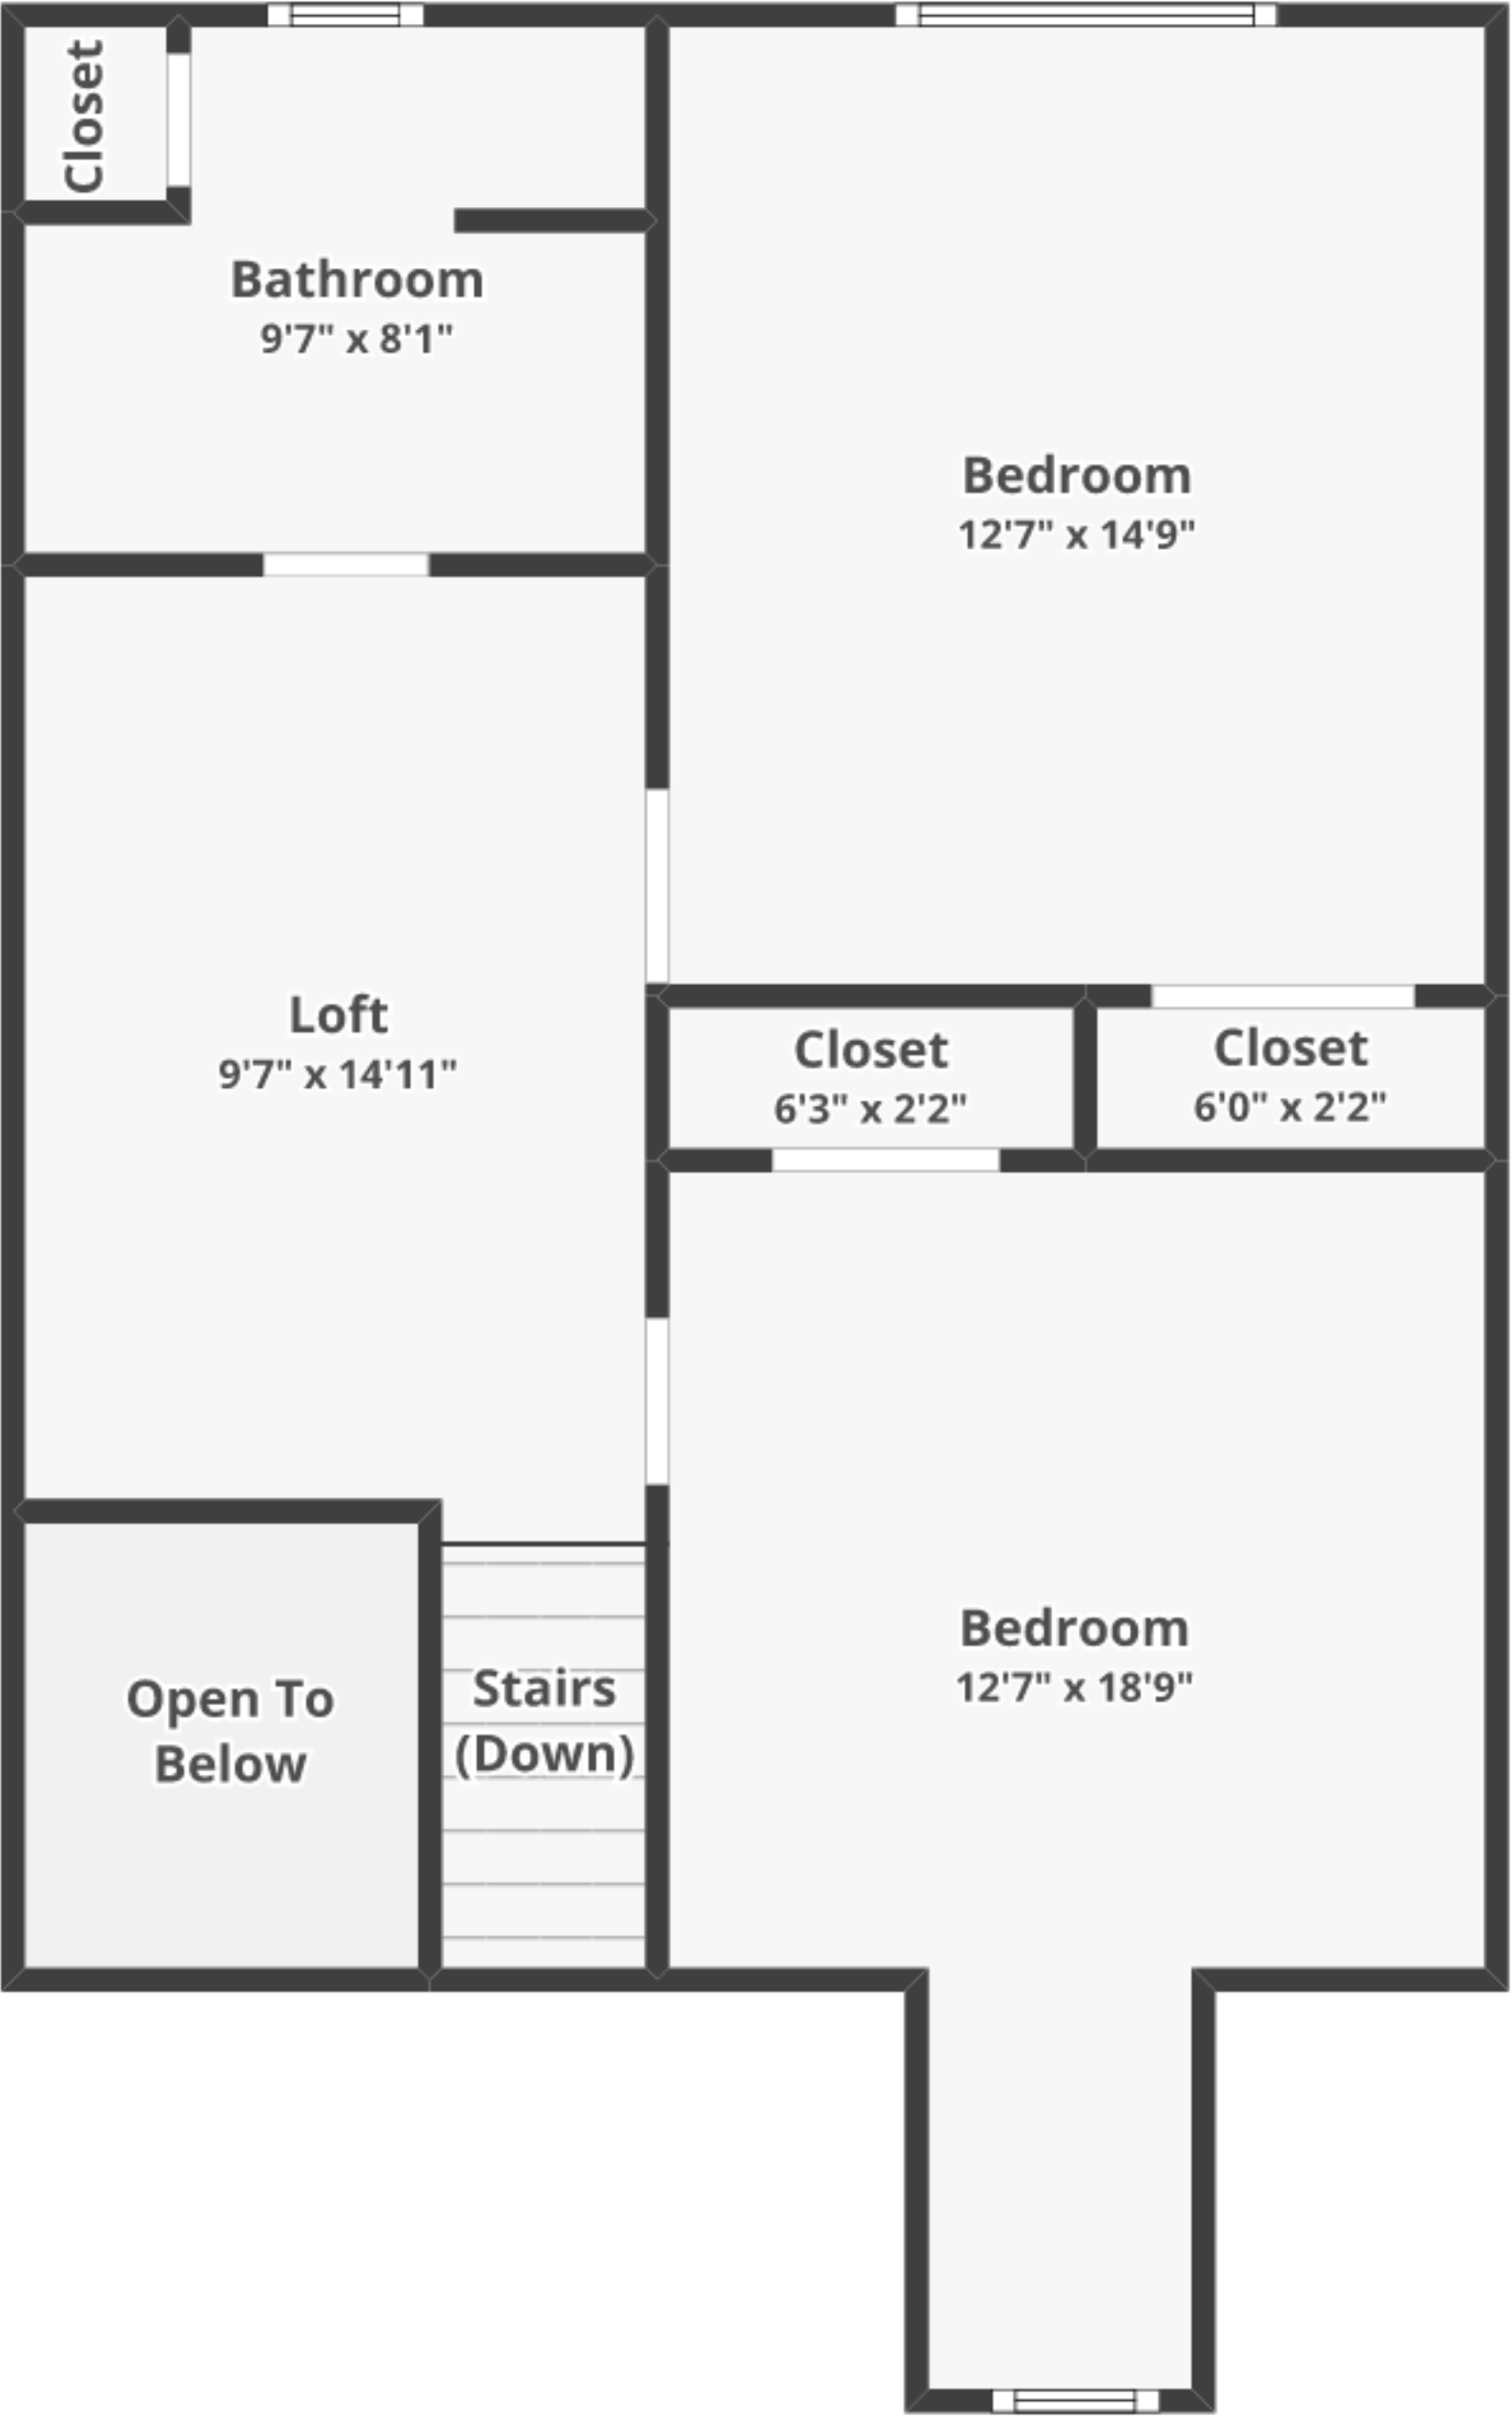 Closet
Bathroom
9'7" x 8'1"
Bedroom
12'7" x 14'9"
Loft
9'7" x 14'11"
Closet
6'3" x 2'2"
Closet
6'0" x 2'2"
Bedroom
12'7" x 18'9"
Open To
Below
Stairs
(Down)